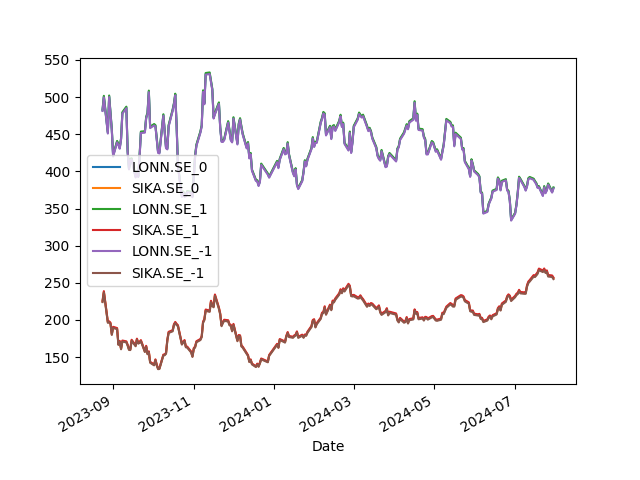 550
500
450
400
350
300
250
200
150
LONN.SE_0
SIKA.SE_0
LONN.SE_1
SIKA.SE_1
LONN.SE_-1
SIKA.SE_-1
2023-09
2023-11
2024-01
2024-03
2024-05
2024-07
Date